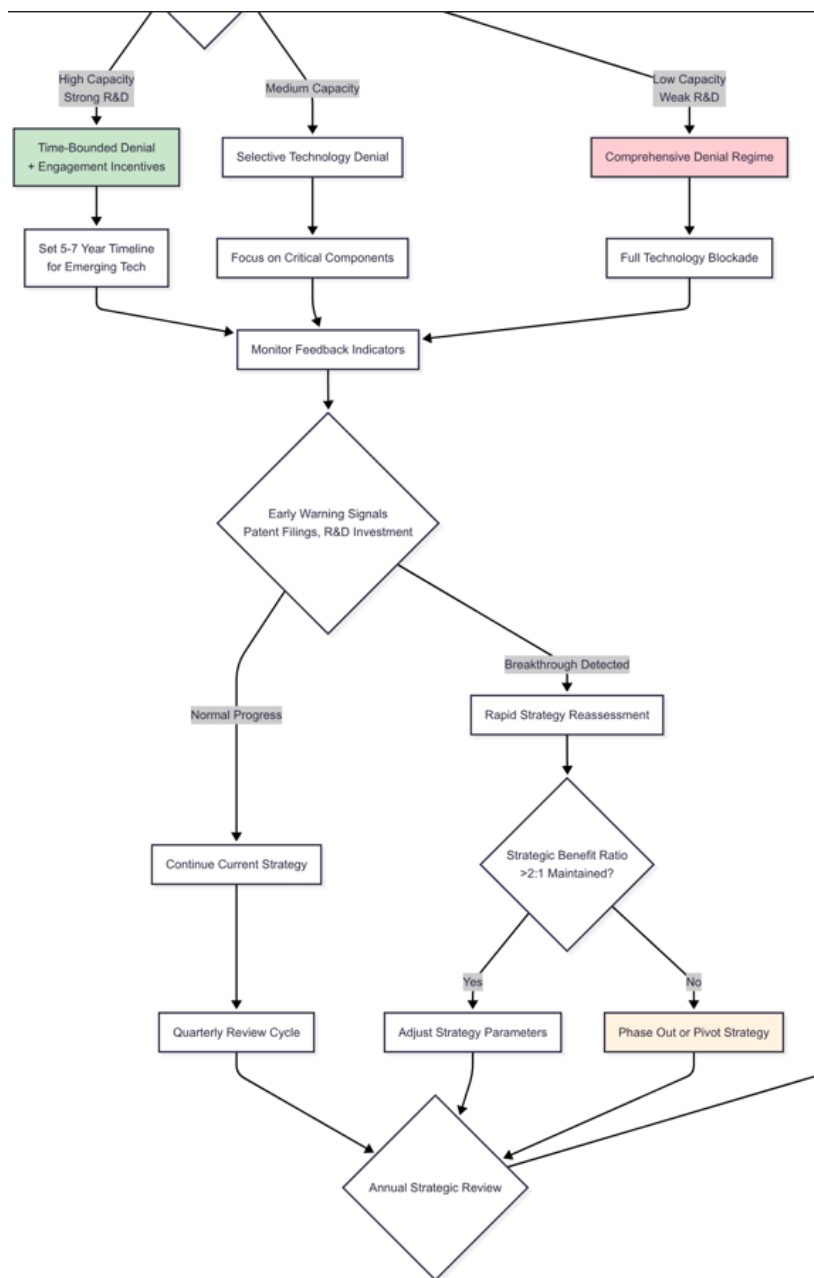 High Capacity
Strong R&D
Medium Capacity
Low Capacity
Weak R&D
Time-Bounded Denial
+ Engagement Incentives
Selective Technology Denial
Comprehensive Denial Regime
Set 5-7 Year Timeline
for Emerging Tech
Focus on Critical Components
Full Technology Blockade
Monitor Feedback Indicators
Early Warning Signals
Patent Filings, R&D Investment
Breakthrough Detected
Normal Progress
Rapid Strategy Reassessment
Continue Current Strategy
Strategic Benefit Ratio
>2:1 Maintained?
Yes
No
Quarterly Review Cycle
Adjust Strategy Parameters
Phase Out or Pivot Strategy
Annual Strategic Review